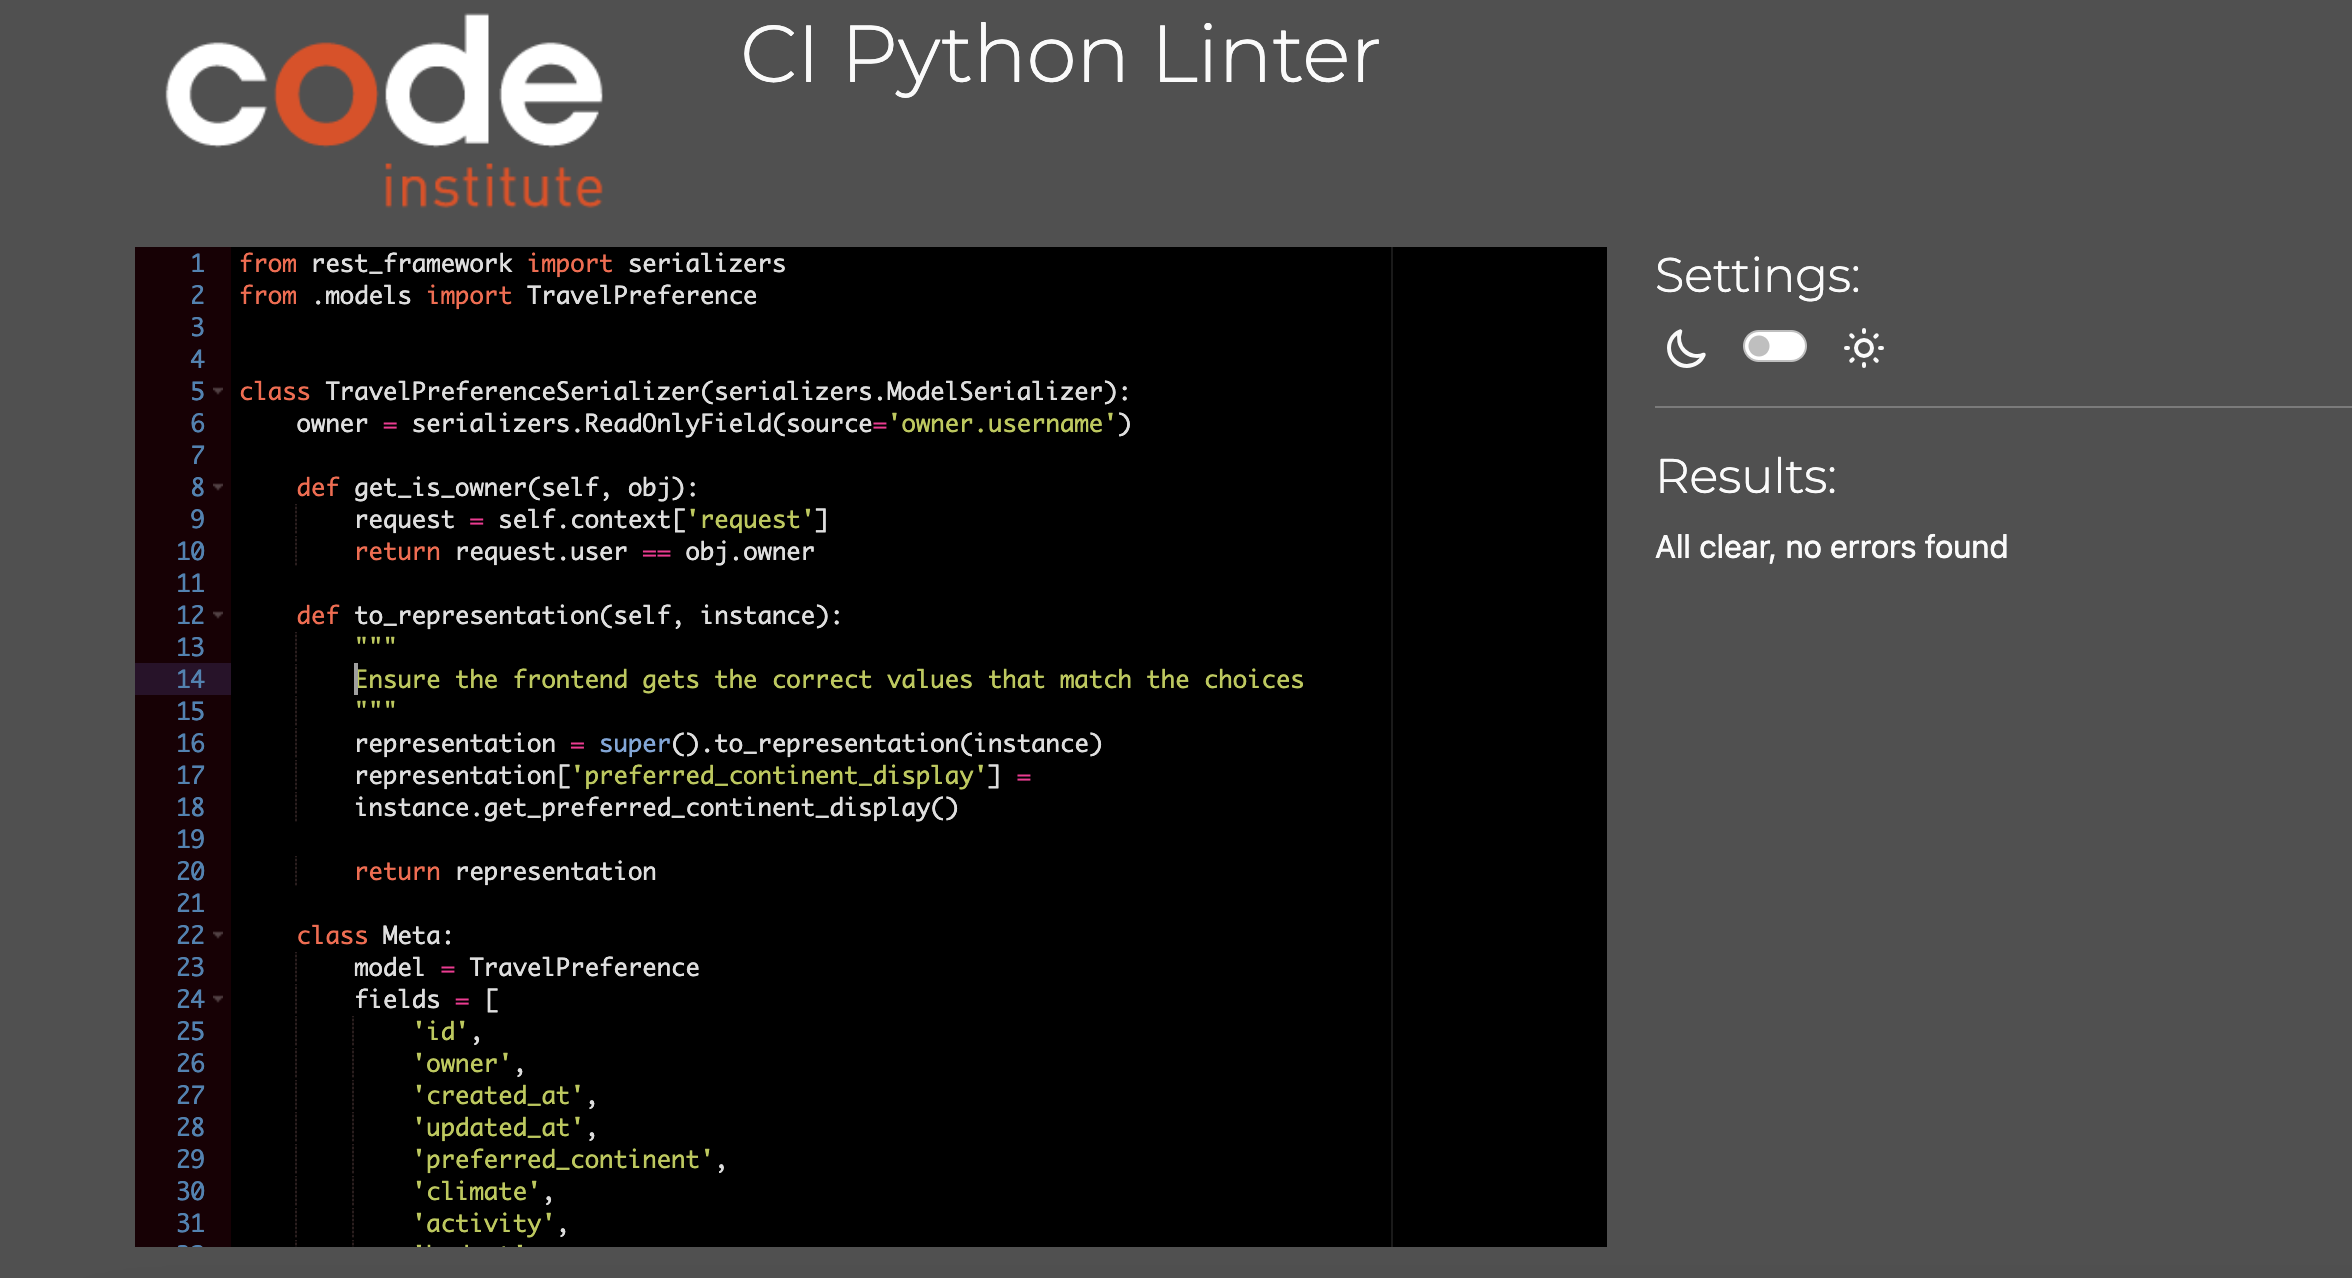 code
institute
CI Python Linter
1 from rest_framework import serializers
2 from .models import TravelPreference
3
4
5 class TravelPreferenceSerializer(serializers.ModelSerializer):
6     owner = serializers.ReadOnlyField(source='owner.username')
7
8     def get_is_owner(self, obj):
9         request = self.context['request']
10         return request.user == obj.owner
11
12     def to_representation(self, instance):
13         """
14         Ensure the frontend gets the correct values that match the choices
15         """
16         representation = super().to_representation(instance)
17         representation['preferred_continent_display'] =
18         instance.get_preferred_continent_display()
19
20         return representation
21
22     class Meta:
23         model = TravelPreference
24         fields = [
25             'id',
26             'owner',
27             'created_at',
28             'updated_at',
29             'preferred_continent',
30             'climate',
31             'activity',
Settings:
Results:
All clear, no errors found